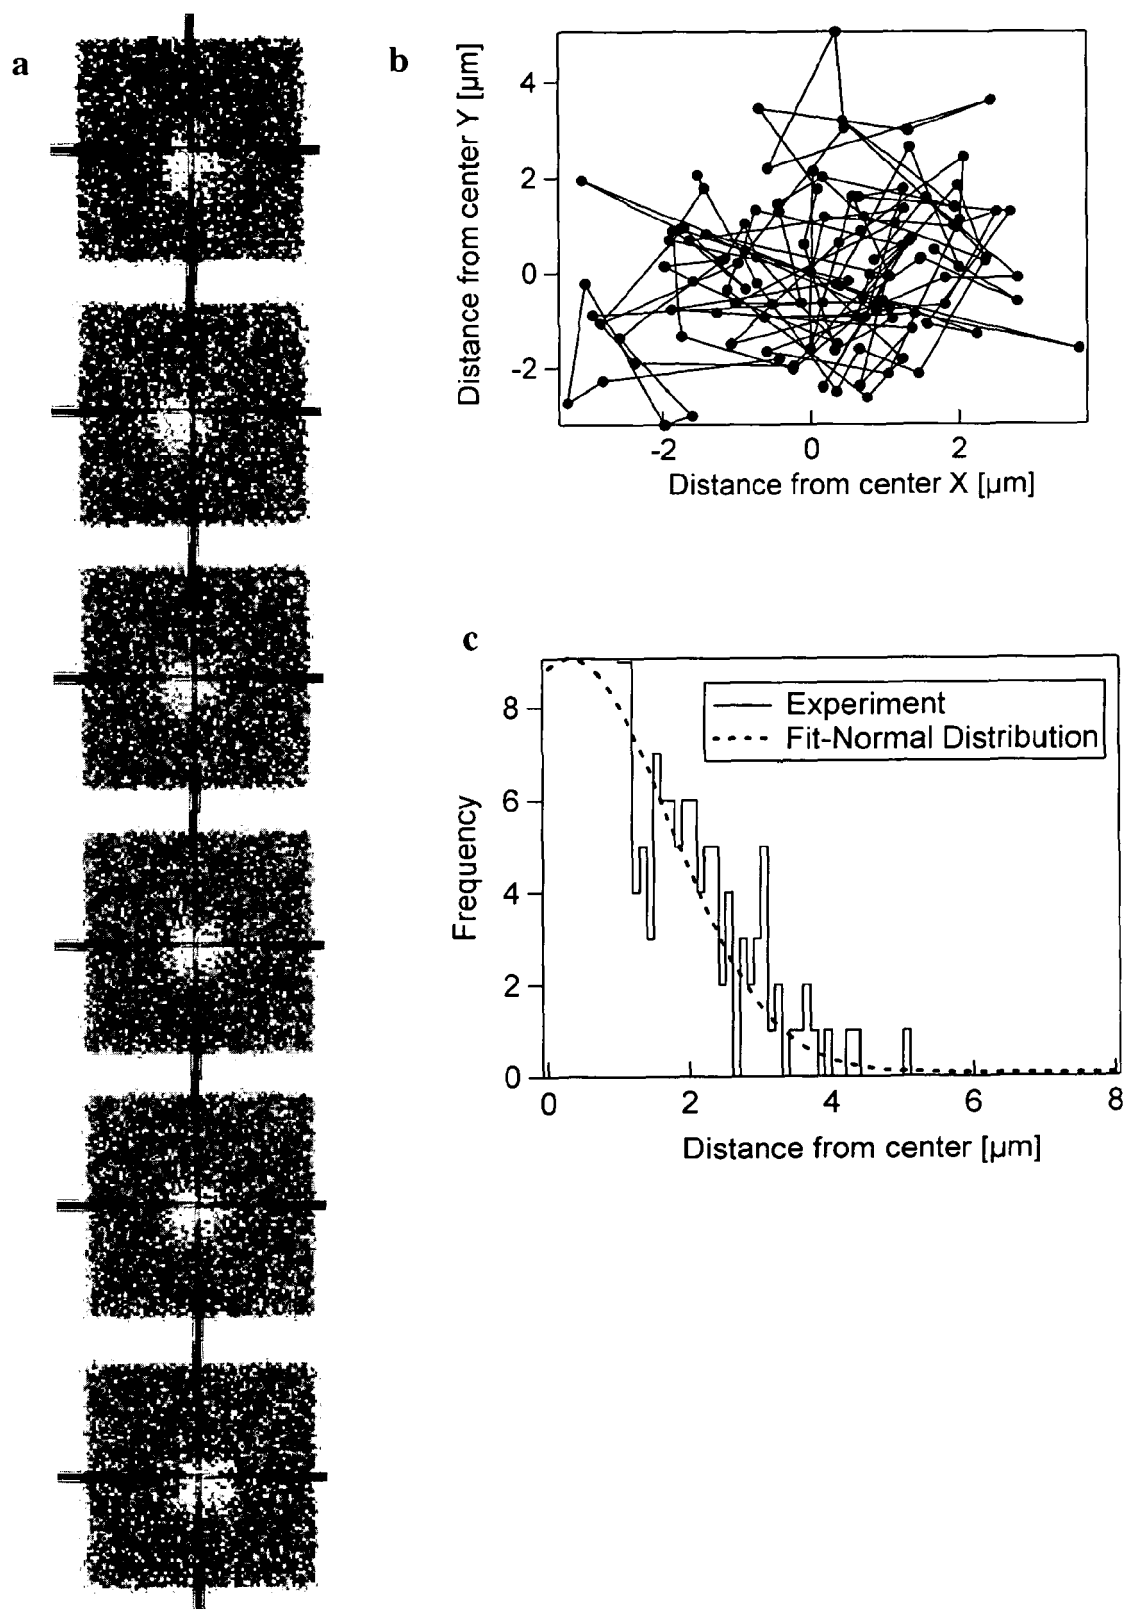 a
b
Distance from center Y [µm]
4
2
0
-2
-2 0 2
Distance from center X [µm]
c
Frequency
8
6
4
2
0
Experiment
Fit-Normal Distribution
0 2 4 6 8
Distance from center [µm]